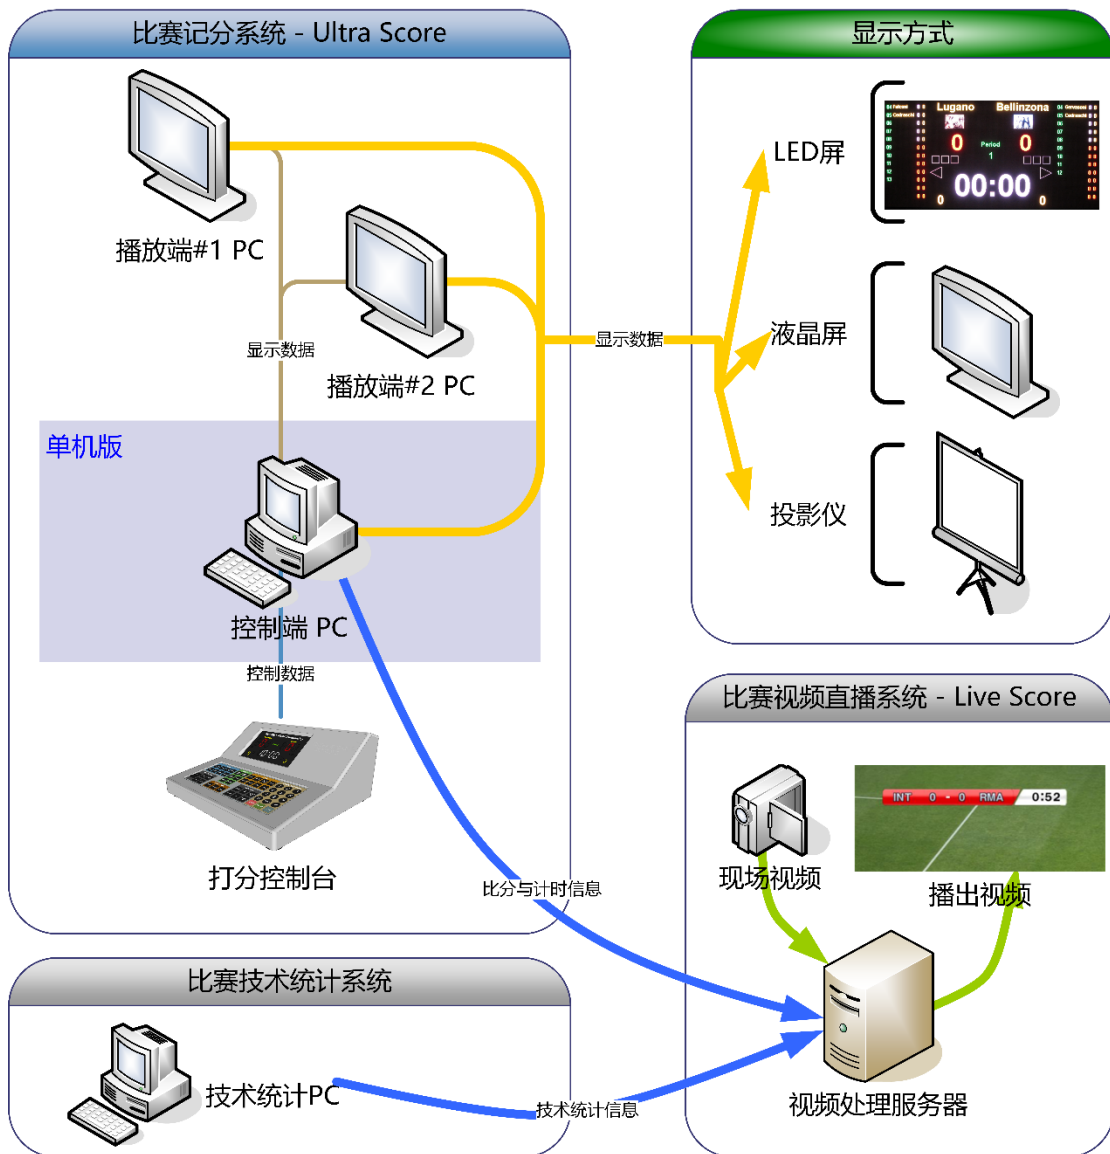 比赛记分系统 - Ultra Score
播放端#1 PC
播放端#2 PC
显示数据
单机版
控制端 PC
控制数据
打分控制台
显示数据
显示方式
LED屏
Lugano Bellinzona
0 Period 0
1
00:00
0 0
液晶屏
投影仪
比分与计时信息
比赛视频直播系统 - Live Score
现场视频
INT 0 - 0 RMA 0:52
播出视频
视频处理服务器
比赛技术统计系统
技术统计PC
技术统计信息